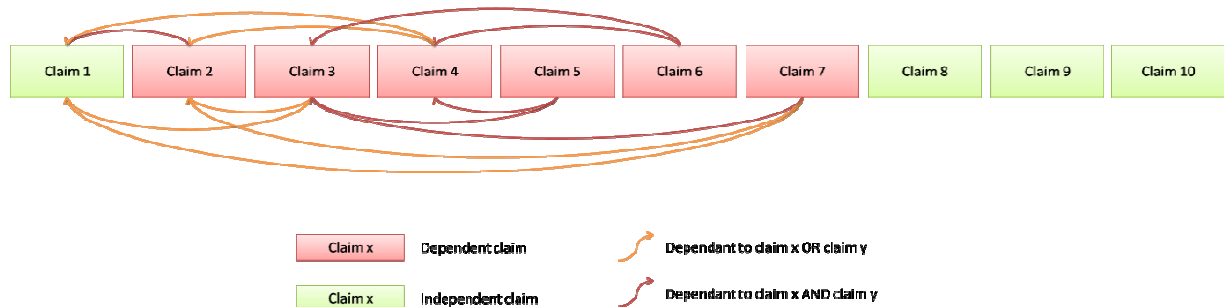 Claim 1
Claim 2
Claim 3
Claim 4
Claim 5
Claim 6
Claim 7
Claim 8
Claim 9
Claim 10
Claim x Dependent claim Dependant to claim x OR claim y
Claim x Independent claim Dependant to claim x AND claim y